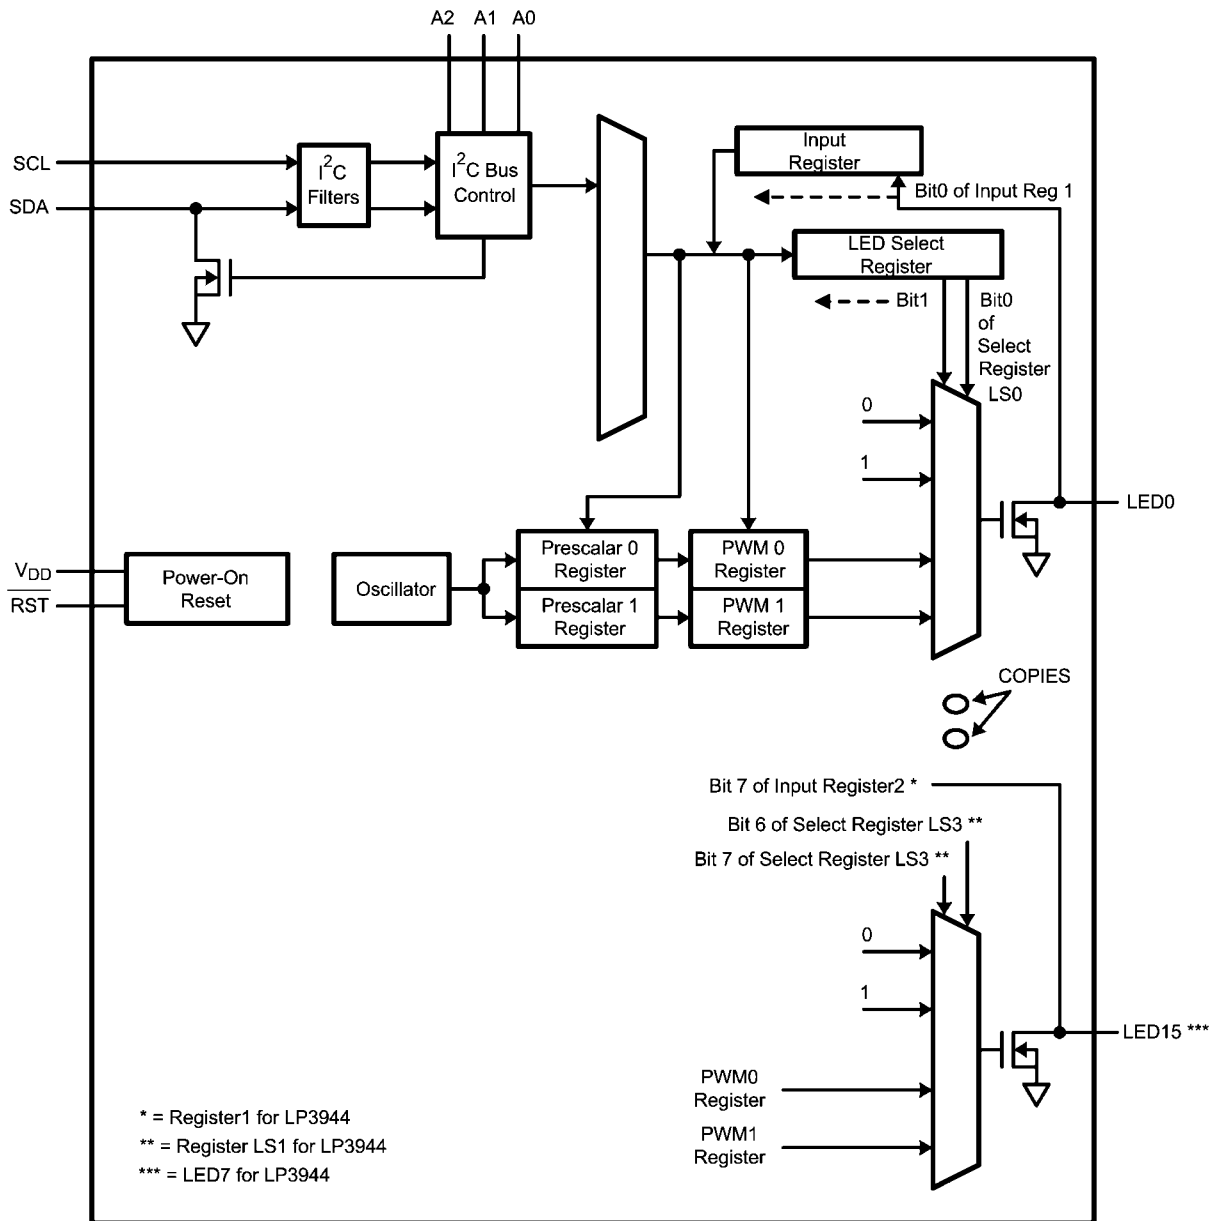 A2 A1 A0
SCL
SDA
I²C
Filters
I²C Bus
Control
Input
Register
Bit0 of Input Reg 1
LED Select
Register
Bit1
Bit0
of
Select
Register
LS0
0
1
LED0
VDD
RST
Power-On
Reset
Oscillator
Prescalar 0
Register
Prescalar 1
Register
PWM 0
Register
PWM 1
Register
COPIES
Bit 7 of Input Register2 *
Bit 6 of Select Register LS3 **
Bit 7 of Select Register LS3 **
0
1
LED15 ***
PWM0
Register
PWM1
Register
* = Register1 for LP3944
** = Register LS1 for LP3944
*** = LED7 for LP3944